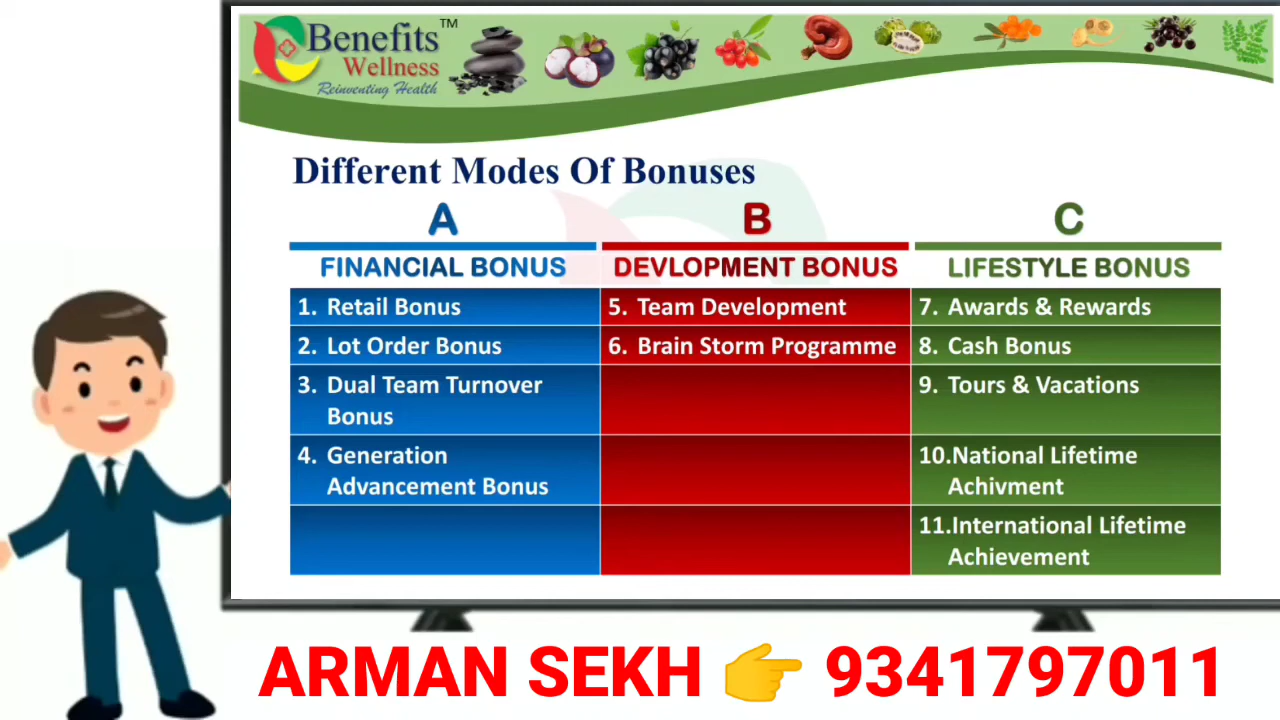 Benefits™
Wellness
Reinventing Health
Different Modes Of Bonuses
A
FINANCIAL BONUS
1. Retail Bonus
2. Lot Order Bonus
3. Dual Team Turnover
Bonus
4. Generation
Advancement Bonus
B
DEVLOPMENT BONUS
5. Team Development
6. Brain Storm Programme
C
LIFESTYLE BONUS
7. Awards & Rewards
8. Cash Bonus
9. Tours & Vacations
10.National Lifetime
Achivment
11.International Lifetime
Achievement
ARMAN SEKH 👉 9341797011